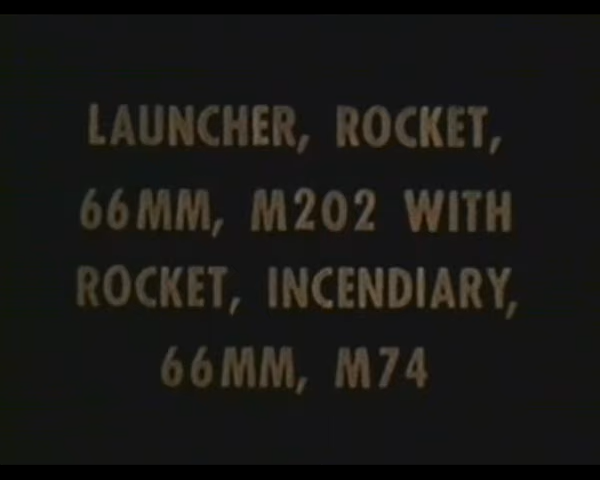 LAUNCHER, ROCKET,
66MM, M202 WITH
ROCKET, INCENDIARY,
66MM, M74